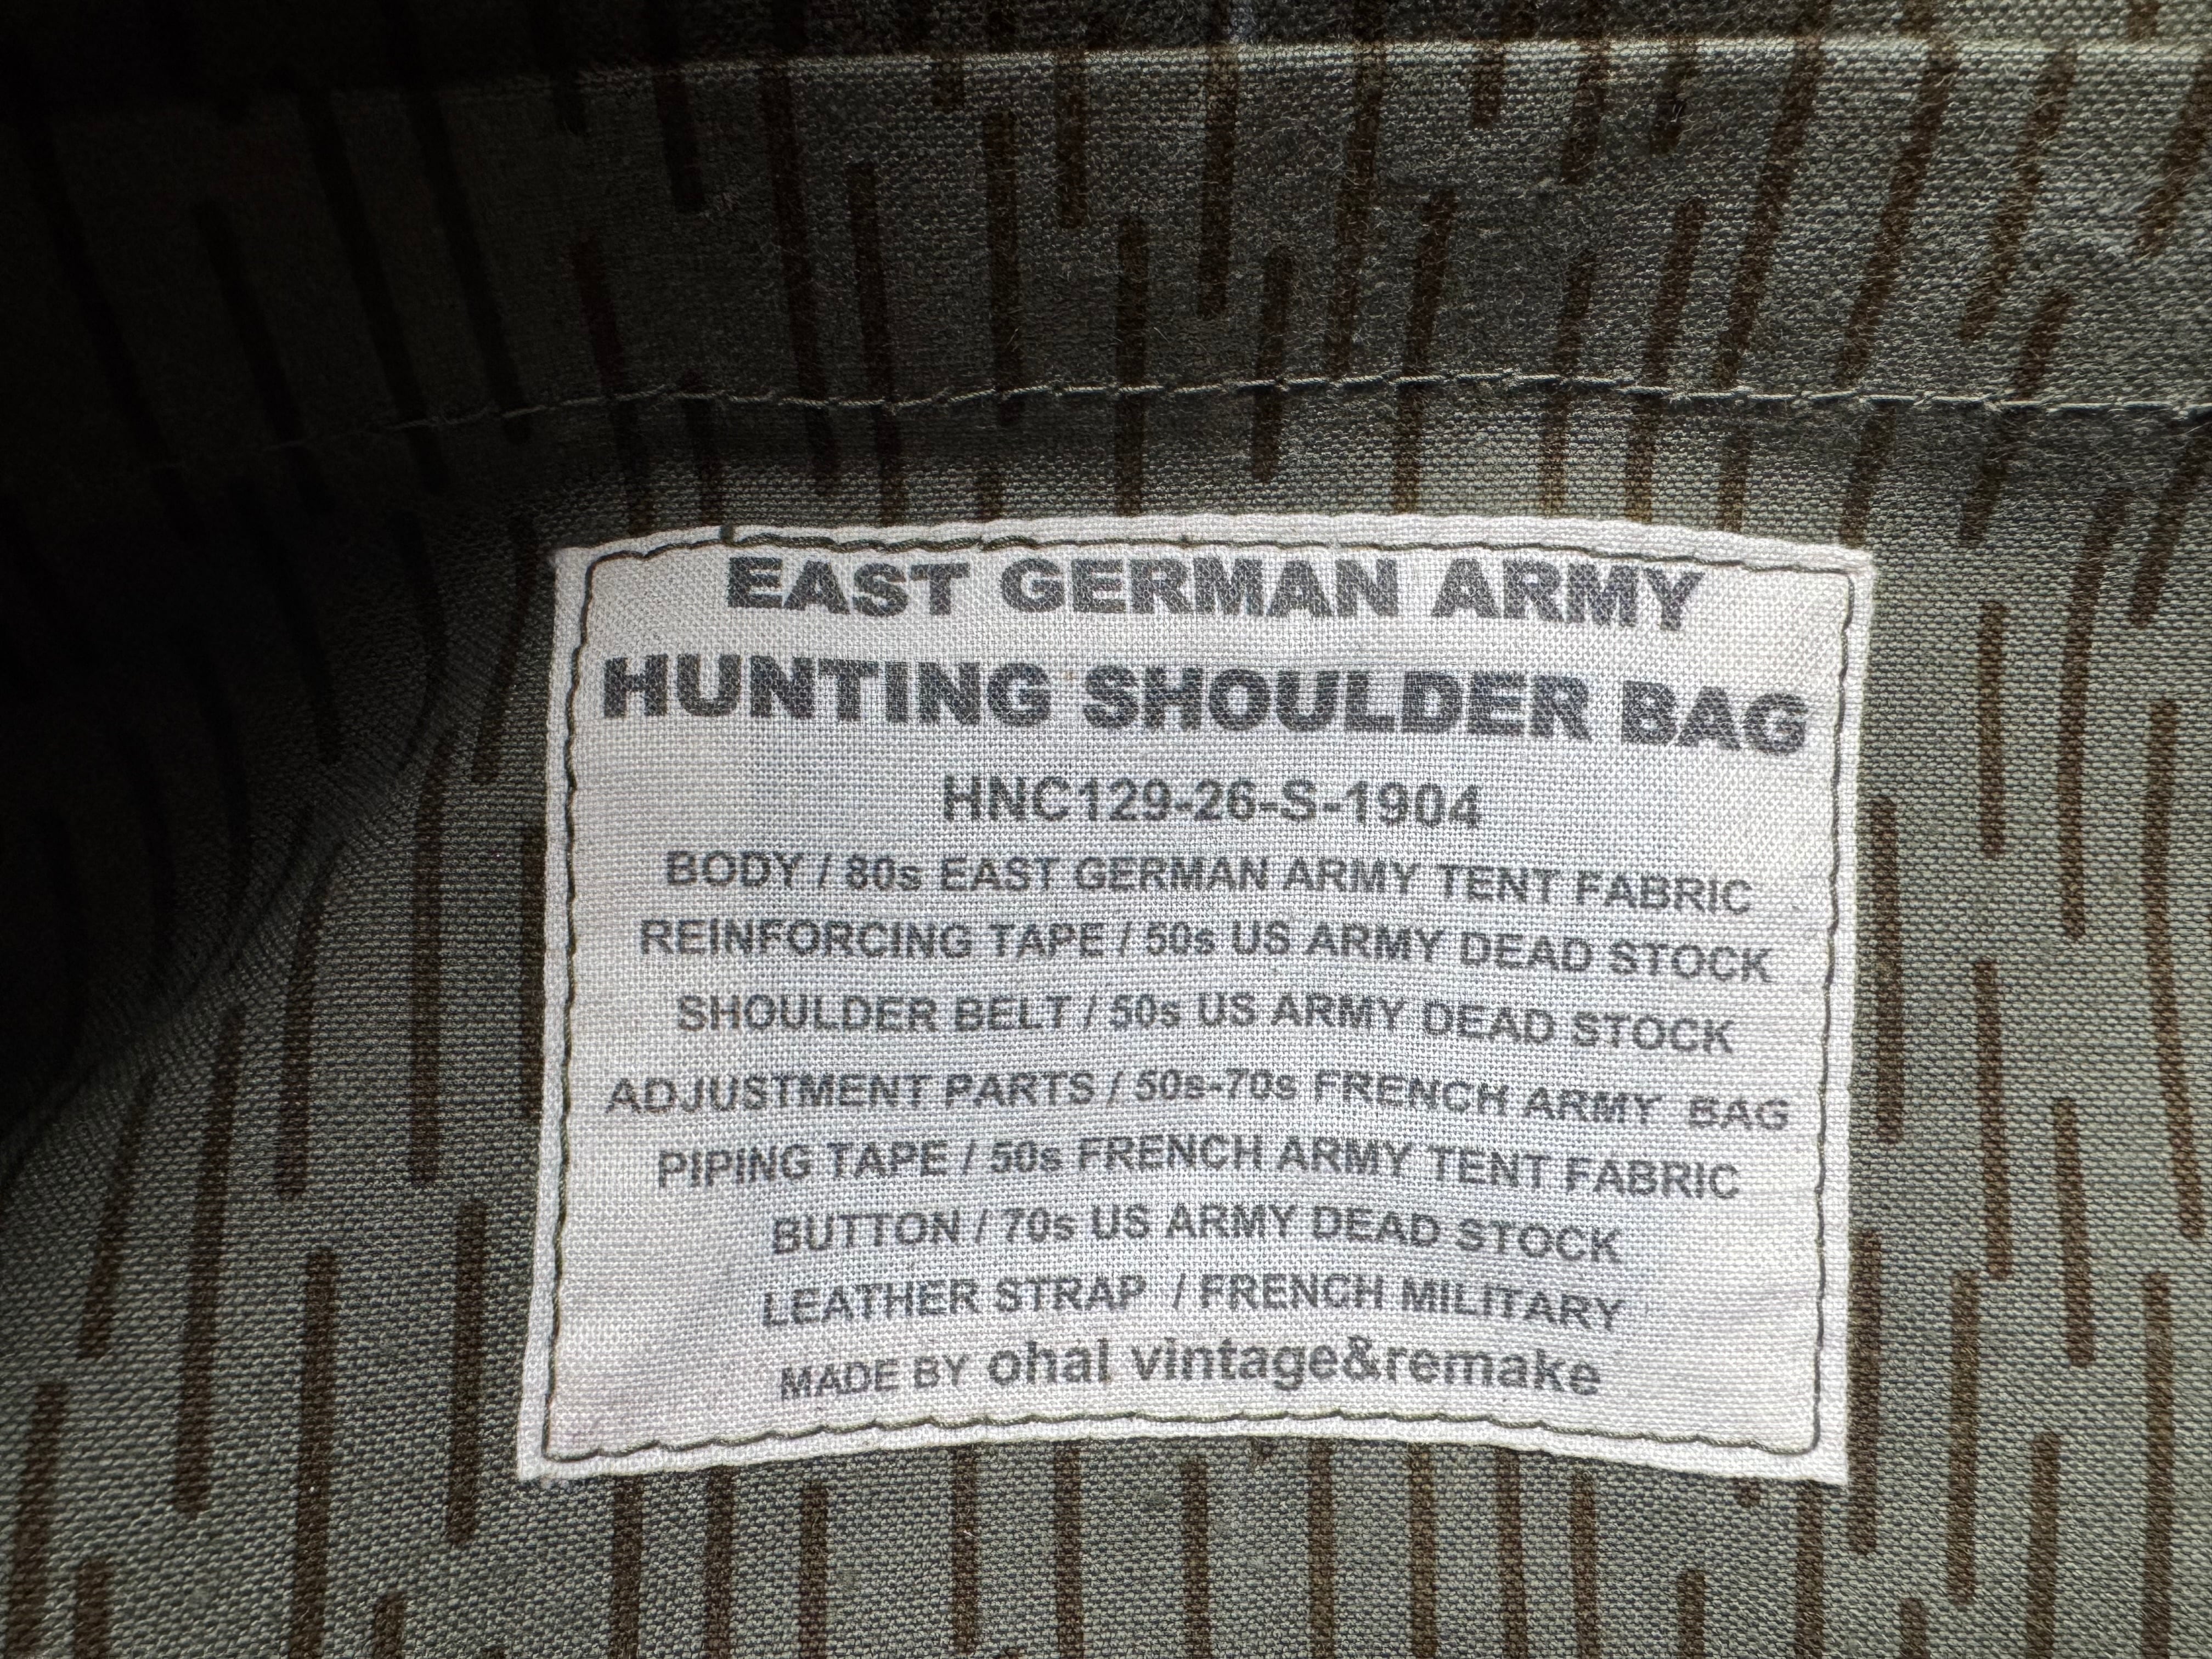 EAST GERMAN ARMY
HUNTING SHOULDER BAG
HNC129-26-S-1904
BODY / 80s EAST GERMAN ARMY TENT FABRIC
REINFORCING TAPE / 50s US ARMY DEAD STOCK
SHOULDER BELT / 50s US ARMY DEAD STOCK
ADJUSTMENT PARTS / 50s-70s FRENCH ARMY BAG
PIPING TAPE / 50s FRENCH ARMY TENT FABRIC
BUTTON / 70s US ARMY DEAD STOCK
LEATHER STRAP / FRENCH MILITARY
MADE BY ohal vintage&remake